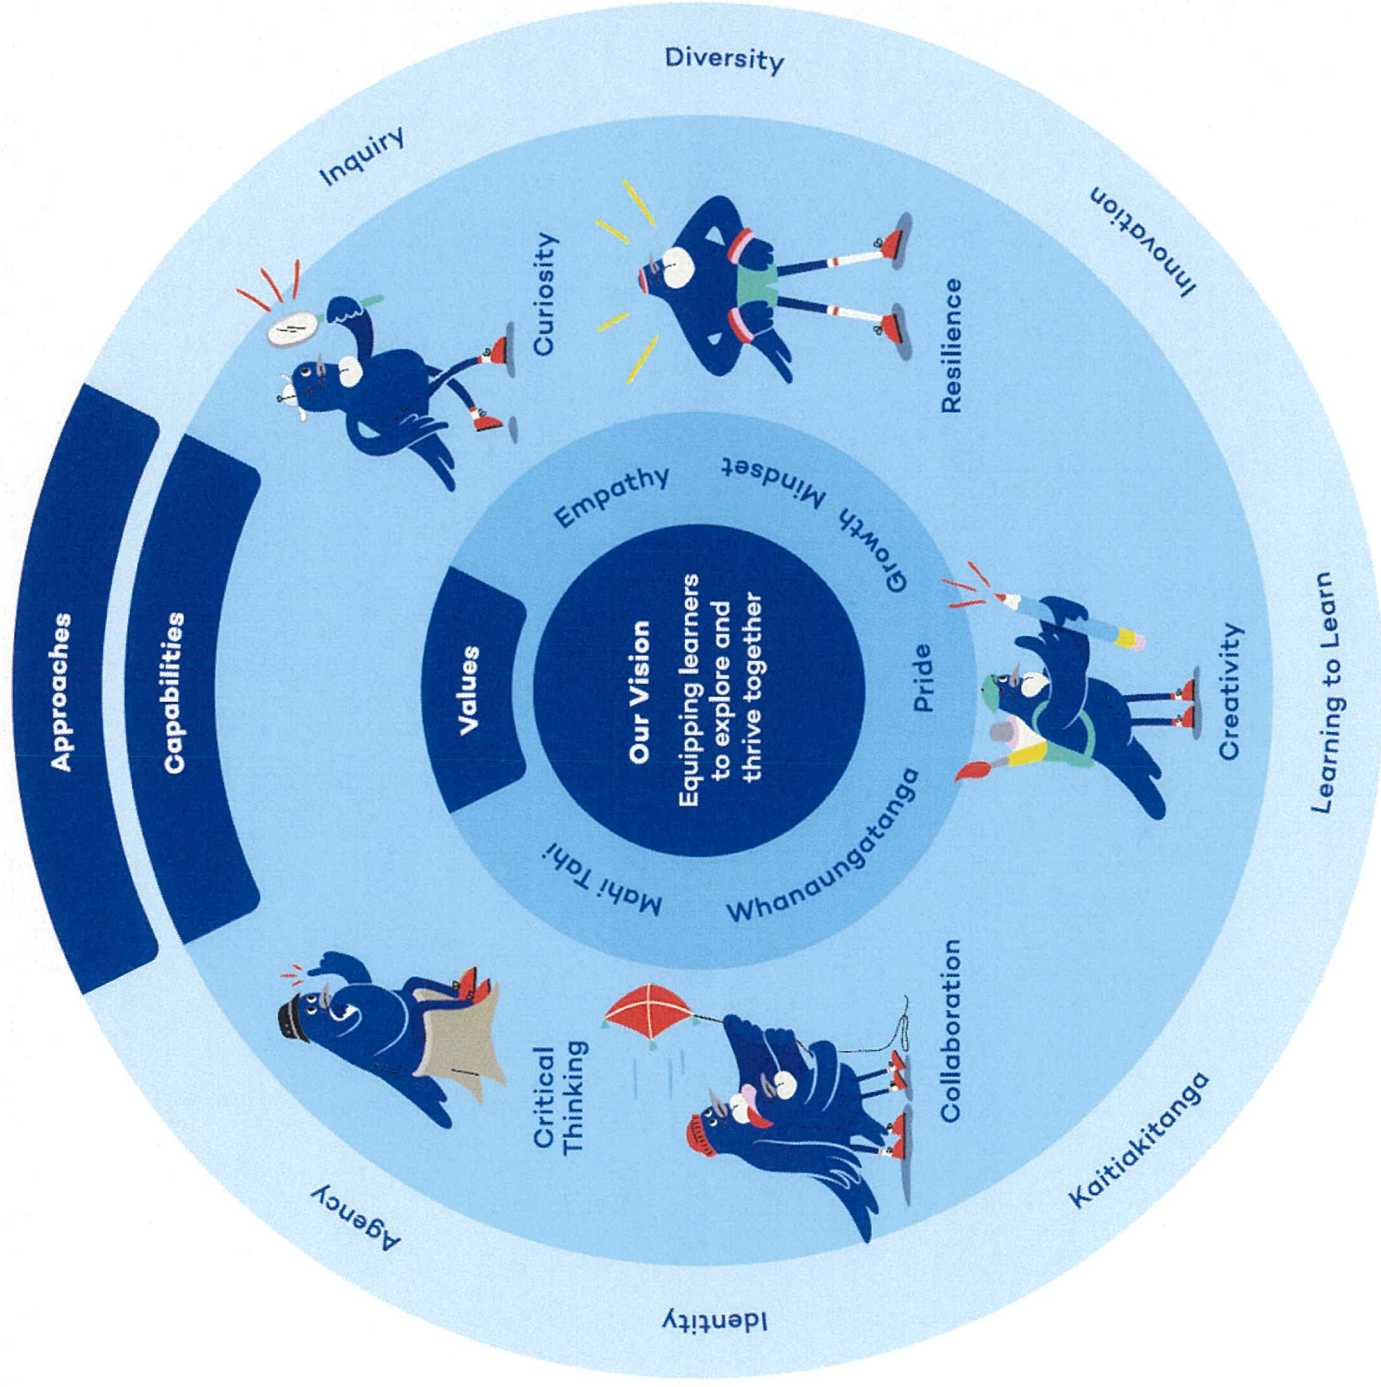 Approaches
Capabilities
Values
Our Vision
Equipping learners
to explore and
thrive together
Empathy
Growth Mindset
Pride
Whanaungatanga
Mahi Tahi
Curiosity
Resilience
Creativity
Collaboration
Critical
Thinking
Inquiry
Diversity
Innovation
Learning to Learn
Kaitiakitanga
Identity
Agency